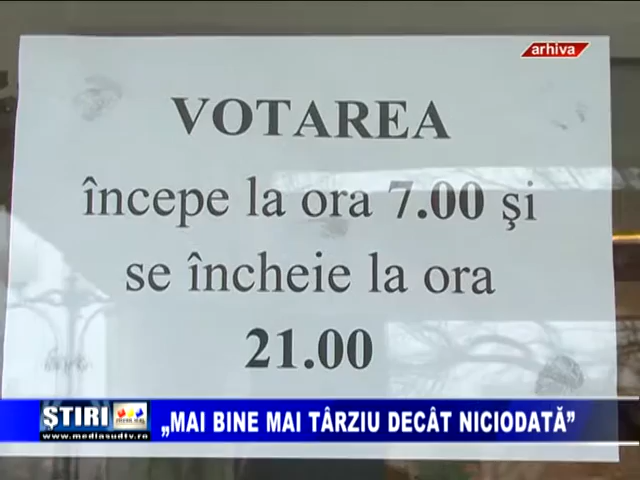 arhiva
VOTAREA
începe la ora 7.00 şi
se încheie la ora
21.00
ŞTIRI
www.mediasudtv.ro
„MAI BINE MAI TÂRZIU DECÂT NICIODATĂ”